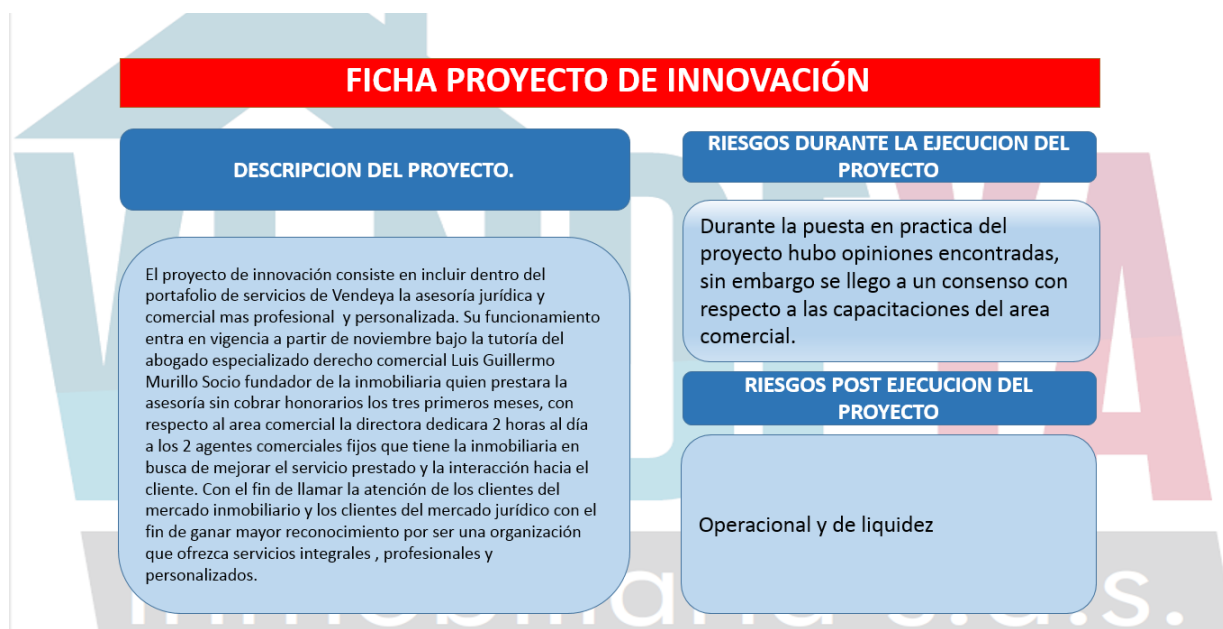 FICHA PROYECTO DE INNOVACIÓN
DESCRIPCION DEL PROYECTO.
El proyecto de innovación consiste en incluir dentro del
portafolio de servicios de Vendeya la asesoría jurídica y
comercial mas profesional y personalizada. Su funcionamiento
entra en vigencia a partir de noviembre bajo la tutoría del
abogado especializado derecho comercial Luis Guillermo
Murillo Socio fundador de la inmobiliaria quien prestara la
asesoría sin cobrar honorarios los tres primeros meses, con
respecto al area comercial la directora dedicara 2 horas al día
a los 2 agentes comerciales fijos que tiene la inmobiliaria en
busca de mejorar el servicio prestado y la interacción hacia el
cliente. Con el fin de llamar la atención de los clientes del
mercado inmobiliario y los clientes del mercado jurídico con el
fin de ganar mayor reconocimiento por ser una organización
que ofrezca servicios integrales , profesionales y
personalizados.
RIESGOS DURANTE LA EJECUCION DEL
PROYECTO
Durante la puesta en practica del
proyecto hubo opiniones encontradas,
sin embargo se llego a un consenso con
respecto a las capacitaciones del area
comercial.
RIESGOS POST EJECUCION DEL
PROYECTO
Operacional y de liquidez